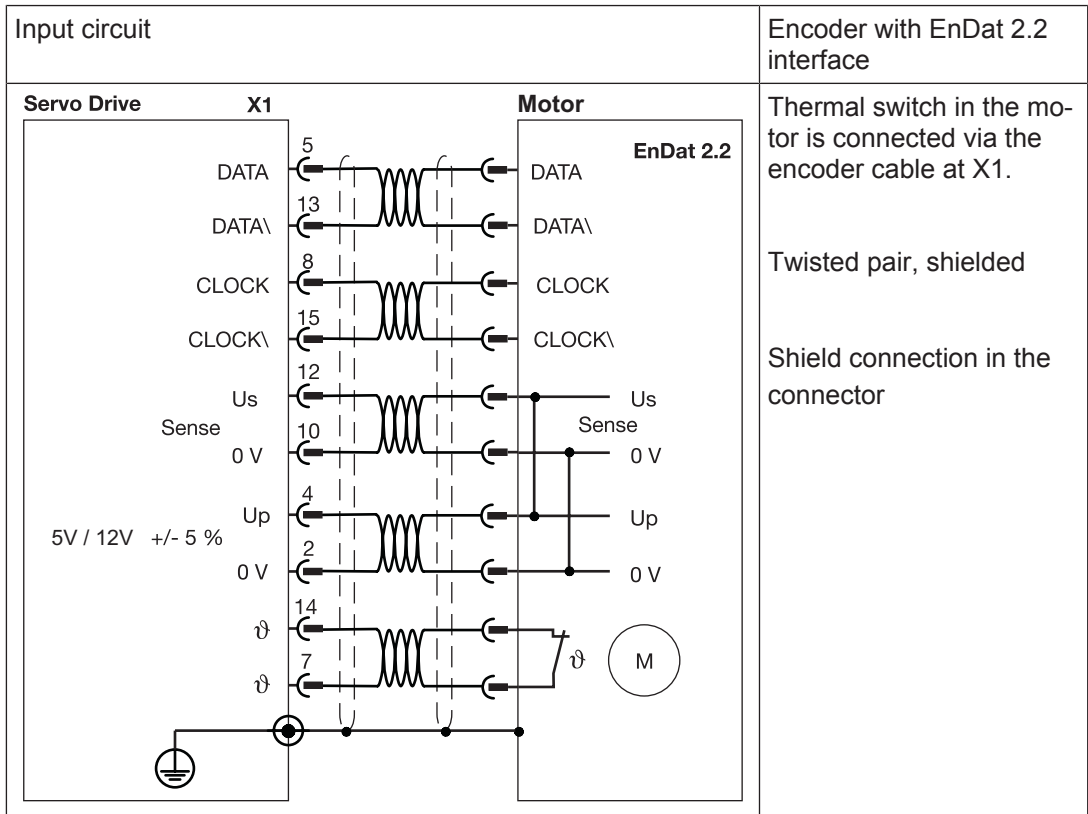 Input circuit
Encoder with EnDat 2.2
interface
Servo Drive X1 Motor
EnDat 2.2
5
DATA DATA
13
DATA\ DATA\
8
CLOCK CLOCK
15
CLOCK\ CLOCK\
12
Us Us
Sense Sense
10
0 V 0 V
4
Up Up
5V / 12V +/- 5 %
2
0 V 0 V
14
ϑ
7
ϑ
ϑ M
Thermal switch in the mo-
tor is connected via the
encoder cable at X1.
Twisted pair, shielded
Shield connection in the
connector